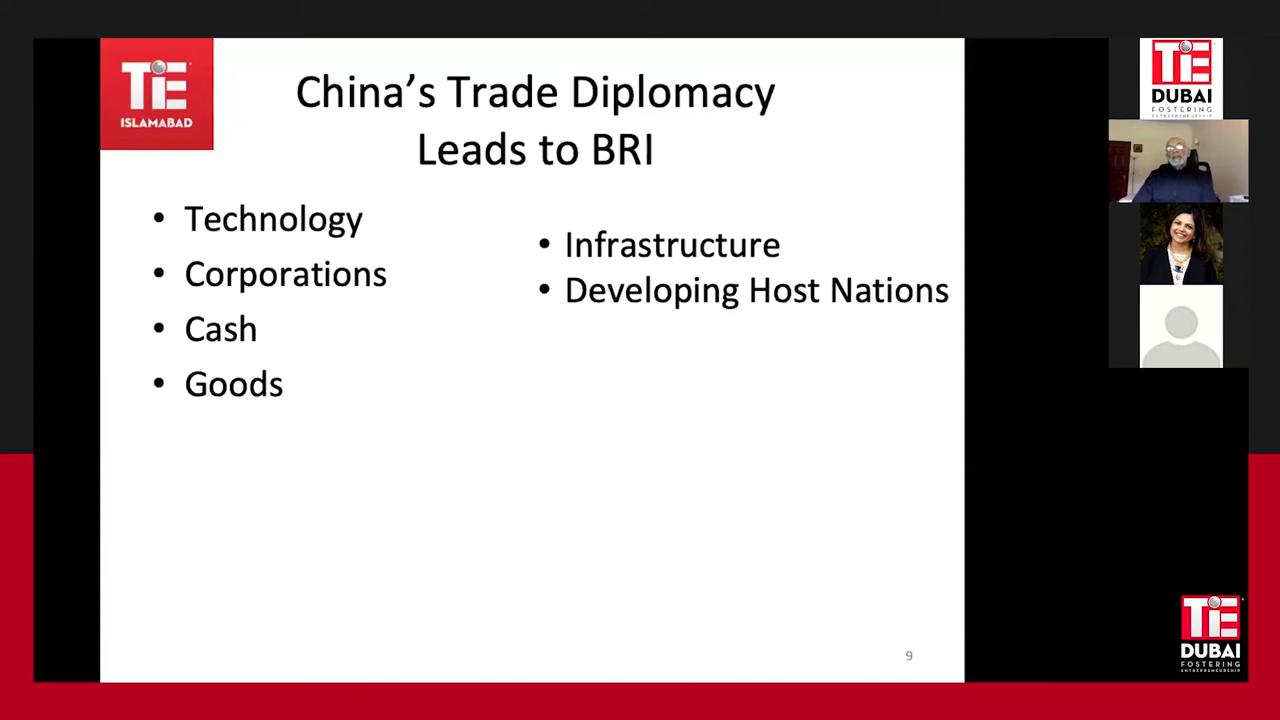 TiE
ISLAMABAD
China’s Trade Diplomacy
Leads to BRI
• Technology
• Corporations
• Cash
• Goods
• Infrastructure
• Developing Host Nations
9
TiE
DUBAI
FOSTERING
ENTREPRENEURSHIP
TiE
DUBAI
FOSTERING
ENTREPRENEURSHIP